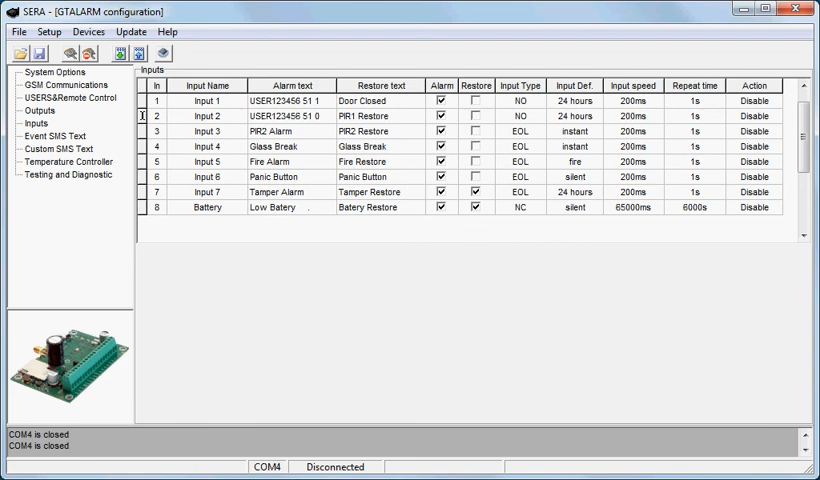 SERA - [GTALARM configuration]
File Setup Devices Update Help
System Options
GSM Communications
USERS&Remote Control
Outputs
Inputs
Event SMS Text
Custom SMS Text
Temperature Controller
Testing and Diagnostic
Inputs
In Input Name Alarm text Restore text Alarm Restore Input Type Input Def. Input speed Repeat time Action
1 Input 1 USER123456 51 1 Door Closed NO 24 hours 200ms 1s Disable
2 Input 2 USER123456 51 0 PIR1 Restore NO 24 hours 200ms 1s Disable
3 Input 3 PIR2 Alarm PIR2 Restore EOL instant 200ms 1s Disable
4 Input 4 Glass Break Glass Restore EOL instant 200ms 1s Disable
5 Input 5 Fire Alarm Fire Restore EOL fire 200ms 1s Disable
6 Input 6 Panic Button Panic Button EOL silent 200ms 1s Disable
7 Input 7 Tamper Alarm Tamper Restore EOL 24 hours 200ms 1s Disable
8 Battery Low Batery . Batery Restore NC silent 65000ms 6000s Disable
COM4 is closed
COM4 is closed
COM4 Disconnected